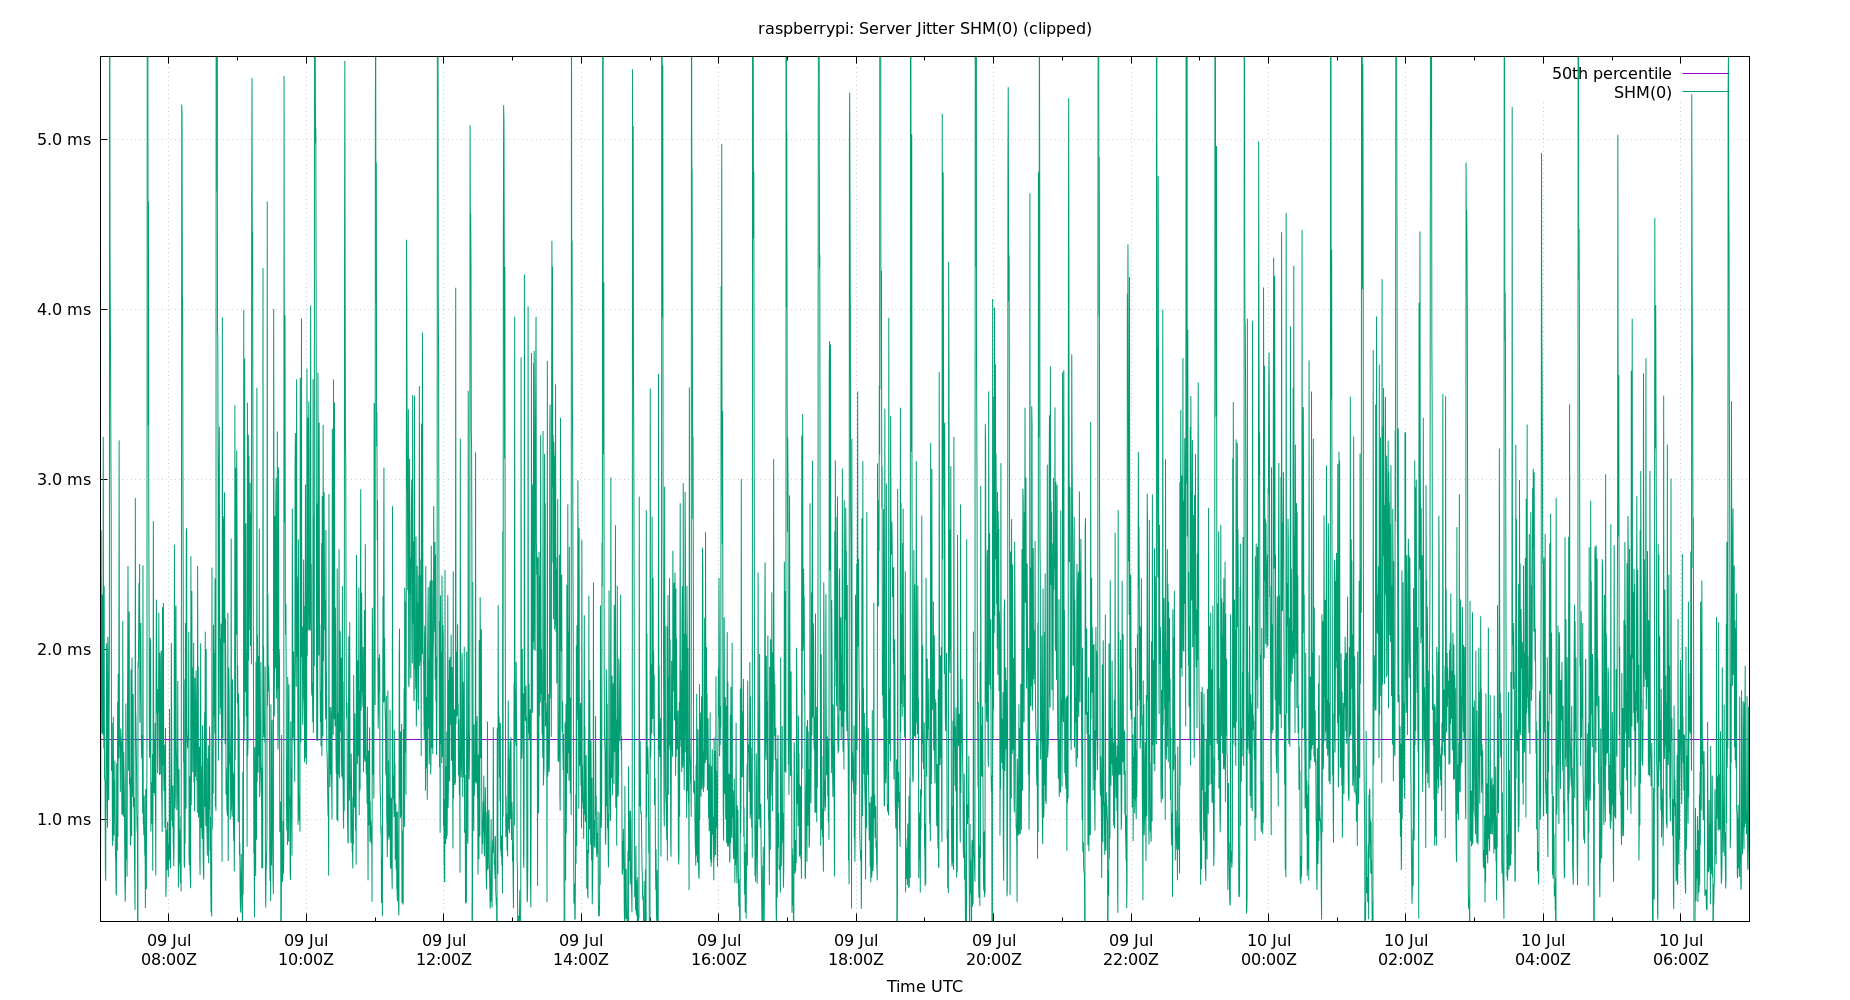 raspberrypi: Server Jitter SHM(0) (clipped)
50th percentile
SHM(0)
5.0 ms
4.0 ms
3.0 ms
2.0 ms
1.0 ms
09 Jul 09 Jul 09 Jul 09 Jul 09 Jul 09 Jul 09 Jul 09 Jul 10 Jul 10 Jul 10 Jul 10 Jul
08:00Z 10:00Z 12:00Z 14:00Z 16:00Z 18:00Z 20:00Z 22:00Z 00:00Z 02:00Z 04:00Z 06:00Z
Time UTC